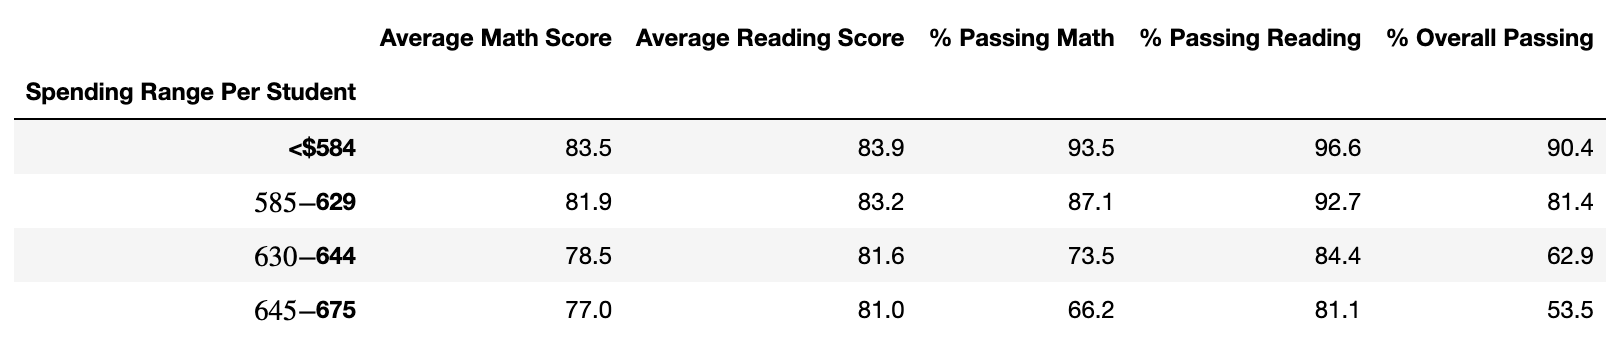 Average Math Score Average Reading Score % Passing Math % Passing Reading % Overall Passing
Spending Range Per Student
<$584 83.5 83.9 93.5 96.6 90.4
585–629 81.9 83.2 87.1 92.7 81.4
630–644 78.5 81.6 73.5 84.4 62.9
645–675 77.0 81.0 66.2 81.1 53.5